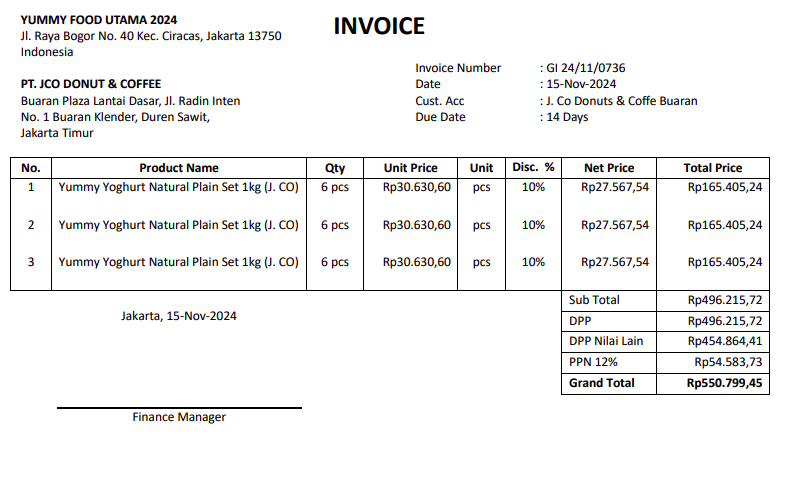 YUMMY FOOD UTAMA 2024
Jl. Raya Bogor No. 40 Kec. Ciracas, Jakarta 13750
Indonesia
INVOICE
PT. JCO DONUT & COFFEE
Buaran Plaza Lantai Dasar, Jl. Radin Inten
No. 1 Buaran Klender, Duren Sawit,
Jakarta Timur
Invoice Number : GI 24/11/0736
Date : 15-Nov-2024
Cust. Acc : J. Co Donuts & Coffe Buaran
Due Date : 14 Days
No. Product Name Qty Unit Price Unit Disc. % Net Price Total Price
1 Yummy Yoghurt Natural Plain Set 1kg (J. CO) 6 pcs Rp30.630,60 pcs 10% Rp27.567,54 Rp165.405,24
2 Yummy Yoghurt Natural Plain Set 1kg (J. CO) 6 pcs Rp30.630,60 pcs 10% Rp27.567,54 Rp165.405,24
3 Yummy Yoghurt Natural Plain Set 1kg (J. CO) 6 pcs Rp30.630,60 pcs 10% Rp27.567,54 Rp165.405,24
Sub Total Rp496.215,72
DPP Rp496.215,72
DPP Nilai Lain Rp454.864,41
PPN 12% Rp54.583,73
Grand Total Rp550.799,45
Jakarta, 15-Nov-2024
Finance Manager